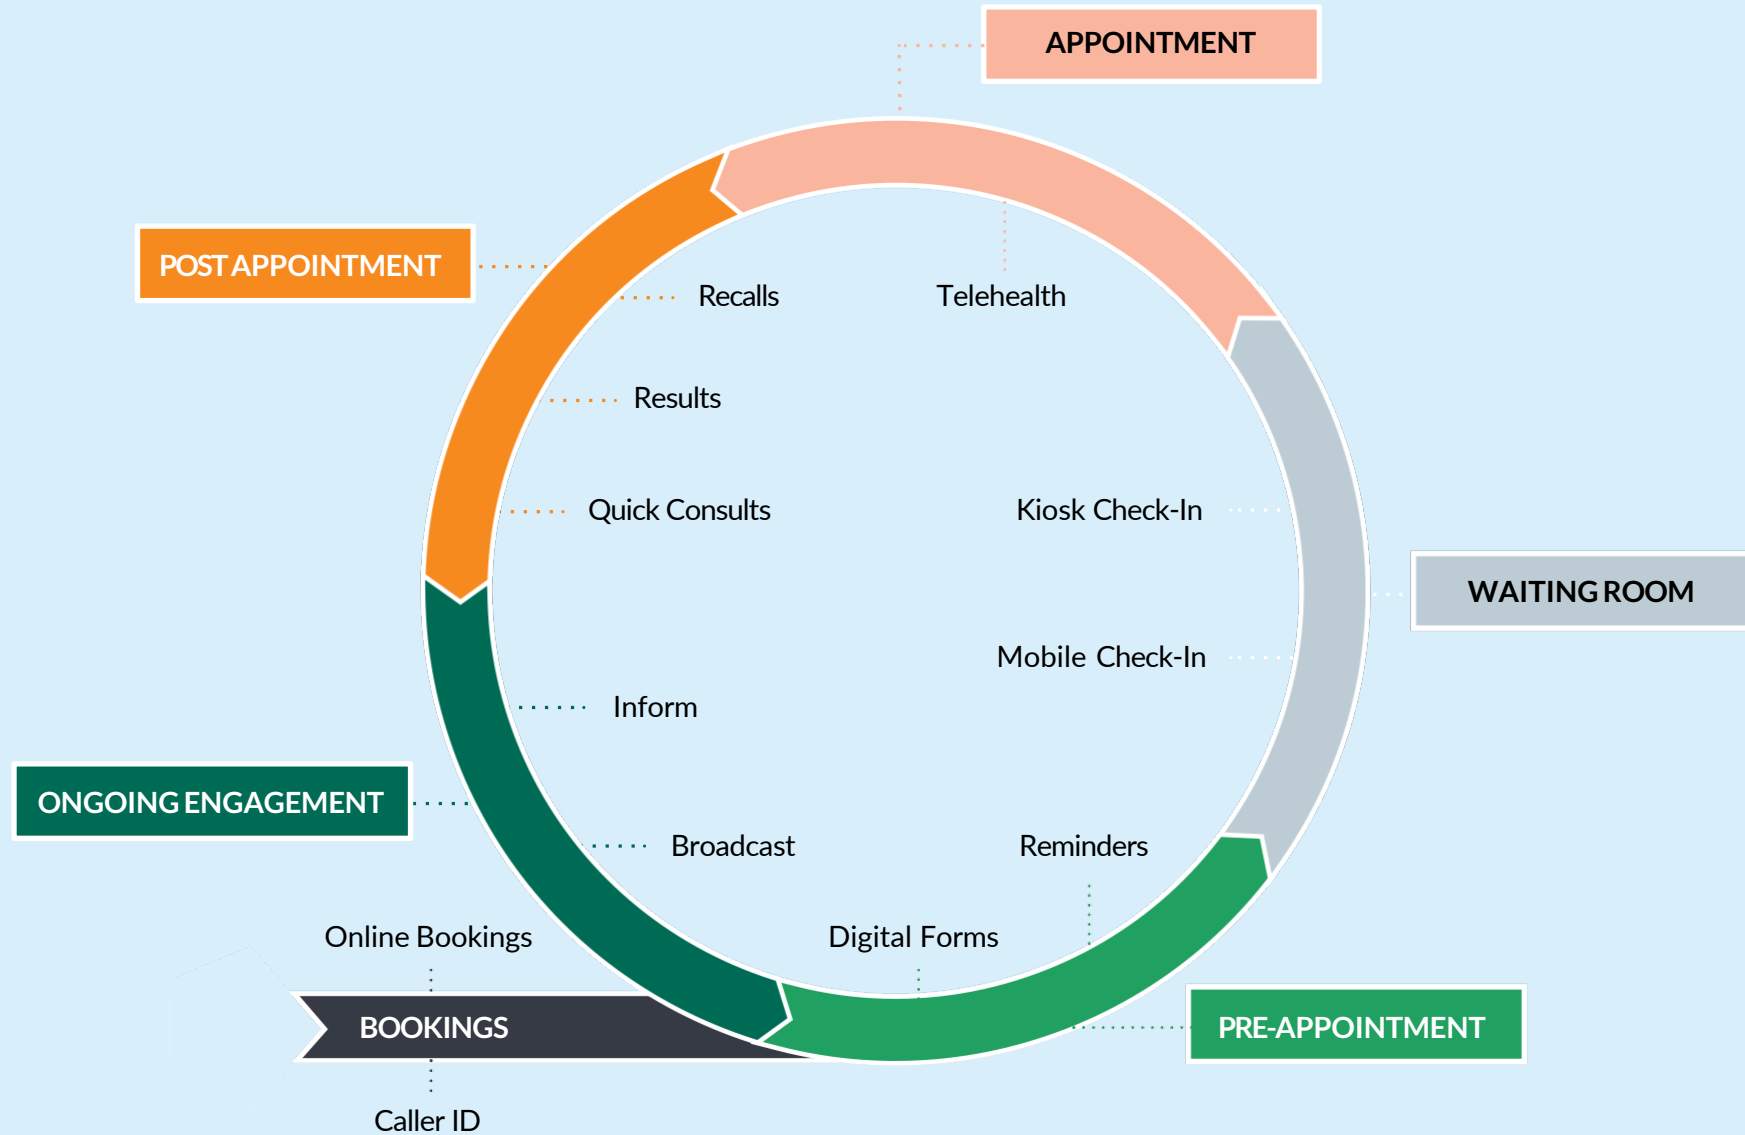 APPOINTMENT
POST APPOINTMENT
Recalls
Telehealth
Results
Quick Consults
Kiosk Check-In
WAITING ROOM
Mobile Check-In
Inform
ONGOING ENGAGEMENT
Broadcast
Reminders
Online Bookings
Digital Forms
BOOKINGS
PRE-APPOINTMENT
Caller ID